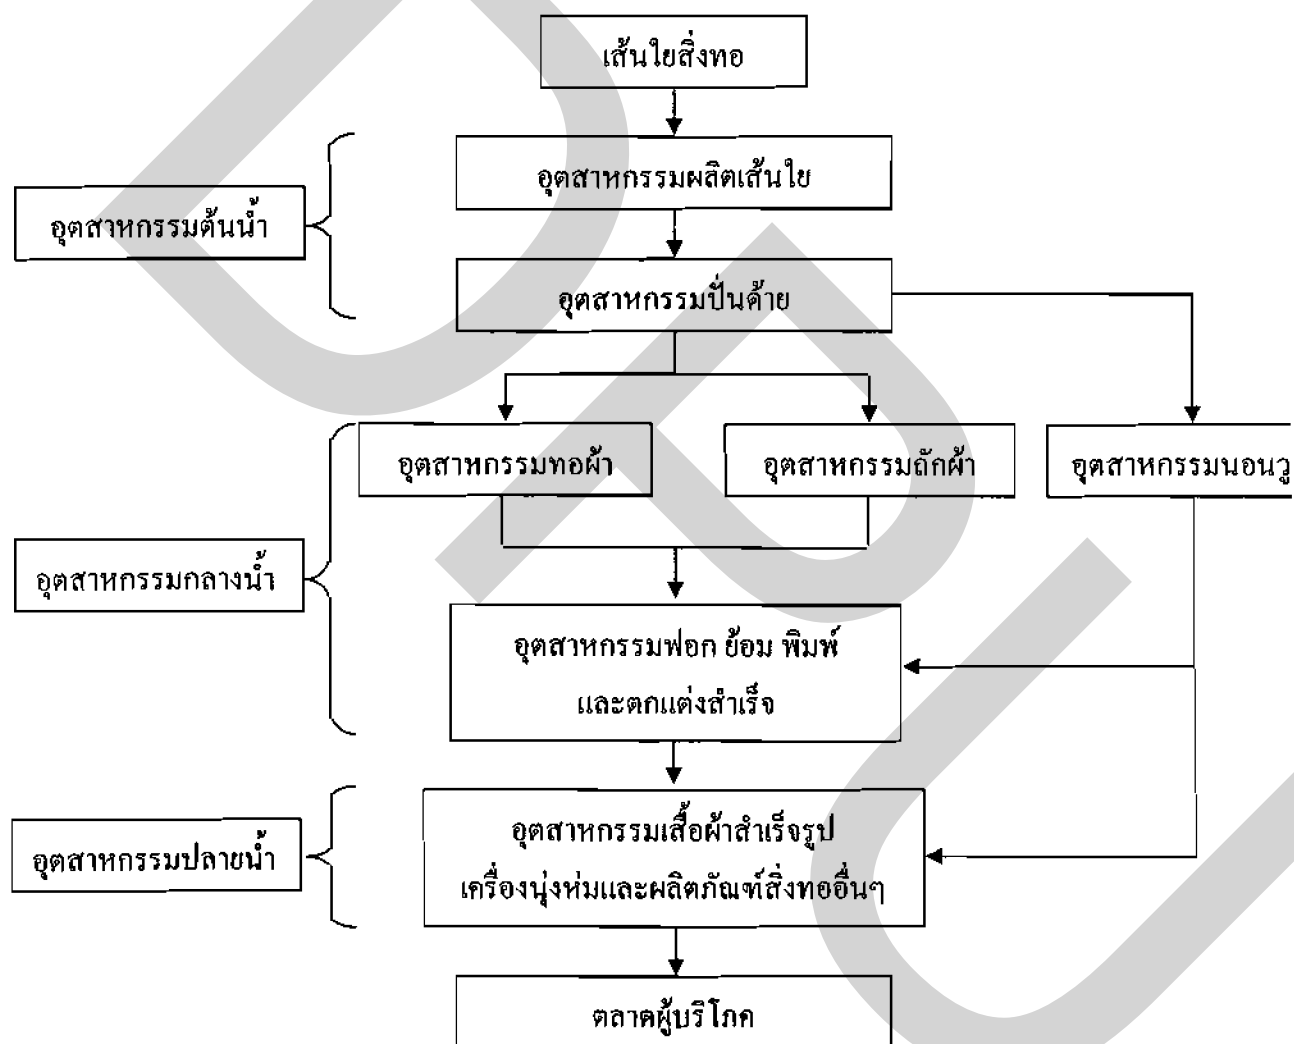 เส้นใยสิ่งทอ
อุตสาหกรรมผลิตเส้นใย
อุตสาหกรรมต้นน้ำ
อุตสาหกรรมปั่นด้าย
อุตสาหกรรมทอผ้า
อุตสาหกรรมถักผ้า
อุตสาหกรรมนอนวู
อุตสาหกรรมกลางน้ำ
อุตสาหกรรมฟอก ย้อม พิมพ์
และตกแต่งสำเร็จ
อุตสาหกรรมปลายน้ำ
อุตสาหกรรมเสื้อผ้าสำเร็จรูป
เครื่องนุ่งห่มและผลิตภัณฑ์สิ่งทออื่นๆ
ตลาดผู้บริโภค